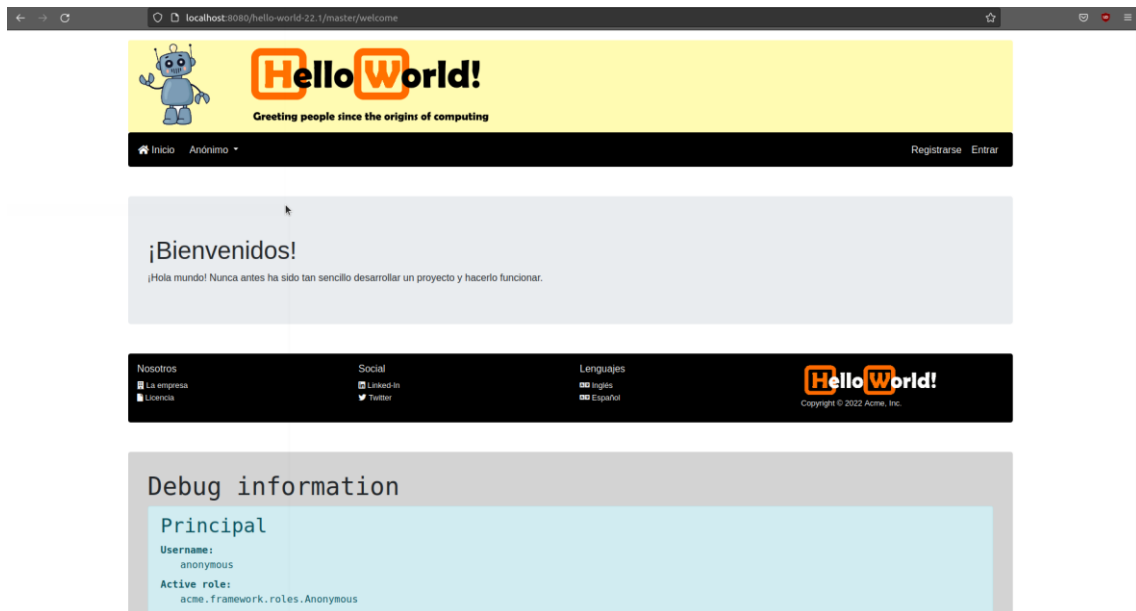 localhost:8080/hello-world-22.1/master/welcome
Hello World!
Greeting people since the origins of computing
Inicio Anónimo Registrarse Entrar
¡Bienvenidos!
¡Hola mundo! Nunca antes ha sido tan sencillo desarrollar un proyecto y hacerlo funcionar.
Nosotros
La empresa
Licencia
Social
Linked-In
Twitter
Lenguajes
Inglés
Español
Hello World!
Copyright © 2022 Acme, Inc.
Debug information
Principal
Username:
anonymous
Active role:
acme.framework.roles.Anonymous